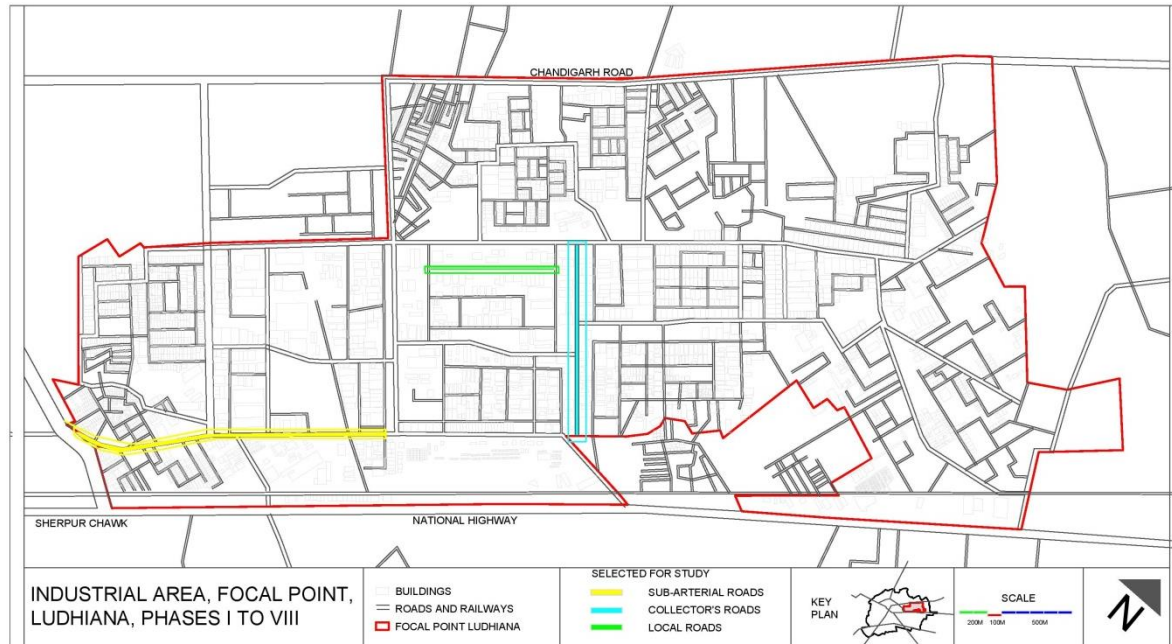 CHANDIGARH ROAD
SHERPUR CHAWK
NATIONAL HIGHWAY
INDUSTRIAL AREA, FOCAL POINT,
LUDHIANA, PHASES I TO VIII
BUILDINGS
ROADS AND RAILWAYS
FOCAL POINT LUDHIANA
SELECTED FOR STUDY
SUB-ARTERIAL ROADS
COLLECTOR'S ROADS
LOCAL ROADS
KEY
PLAN
SCALE
200M 100M 500M
N